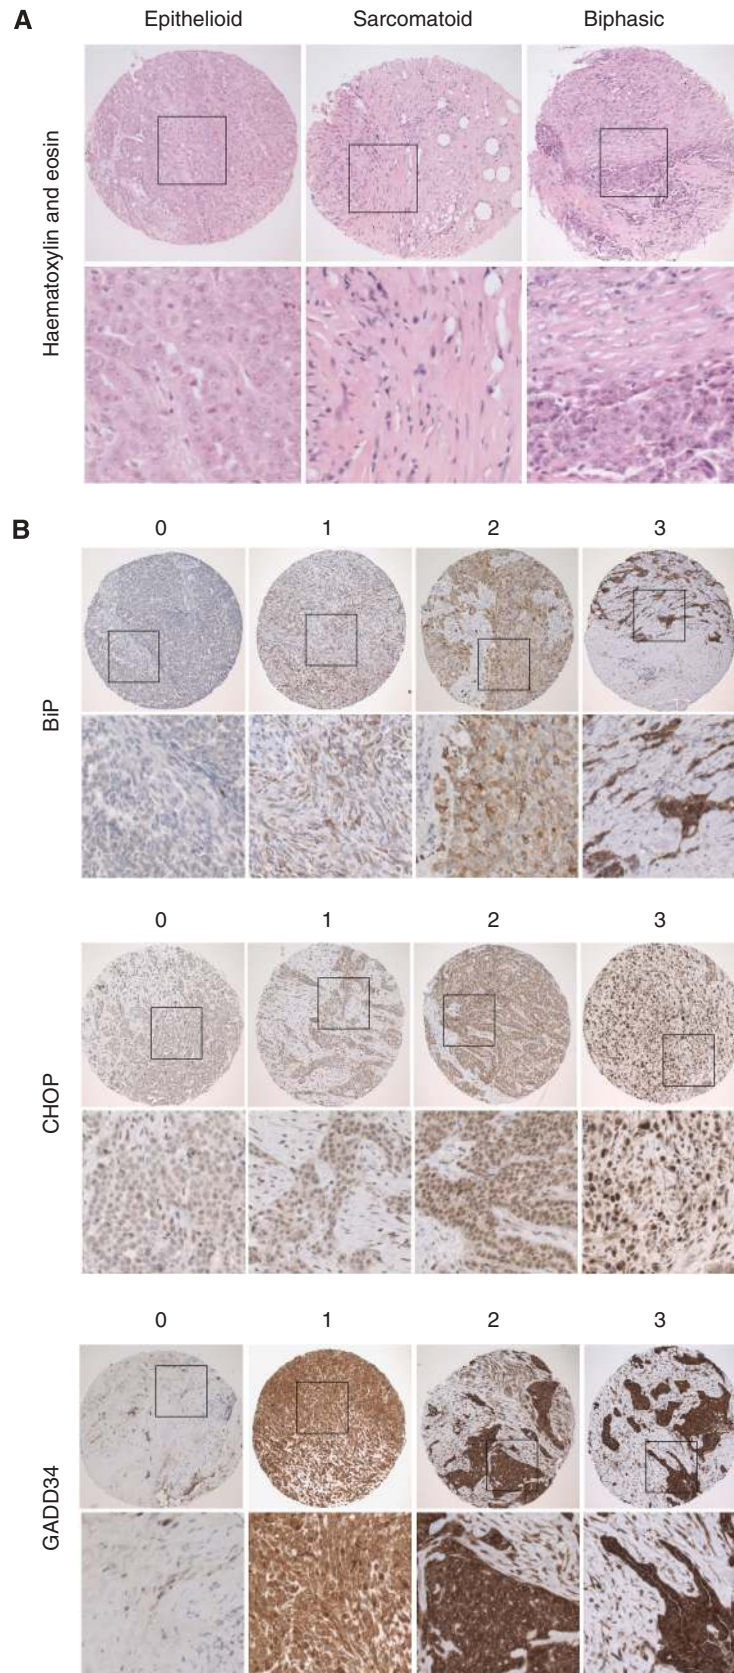 A
Epithelioid Sarcomatoid Biphasic
Haematoxylin and eosin
B
0 1 2 3
BiP
0 1 2 3
CHOP
0 1 2 3
GADD34